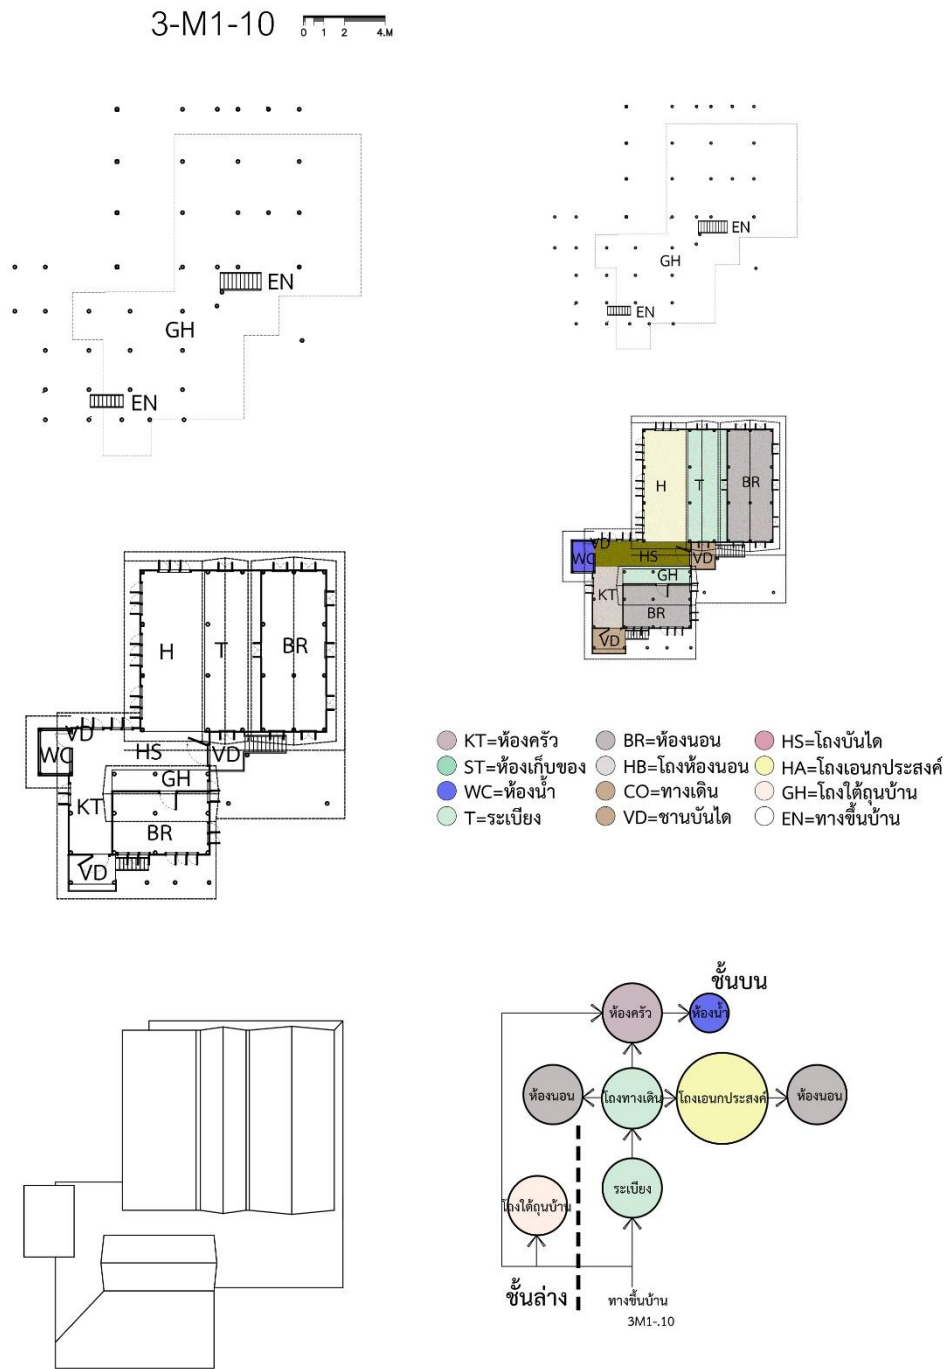 3-M1-10
0 1 2 4.M
EN
GH
EN
EN
GH
EN
H
T
BR
VD
WC
HS
VD
GH
KT
BR
VD
H
T
BR
VD
WC
HS
VD
GH
KT
BR
VD
KT=ห้องครัว
BR=ห้องนอน
HS=โถงบันได
ST=ห้องเก็บของ
HB=โถงห้องนอน
HA=โถงเอนกประสงค์
WC=ห้องน้ำ
CO=ทางเดิน
GH=โถงใต้ถุนบ้าน
T=ระเบียง
VD=ชานบันได
EN=ทางขึ้นบ้าน
ชั้นบน
ห้องครัว
ห้องน้ำ
ห้องนอน
โถงทางเดิน
โถงเอนกประสงค์
ห้องนอน
ระเบียง
โถงใต้ถุนบ้าน
ชั้นล่าง
ทางขึ้นบ้าน
3M1-.10